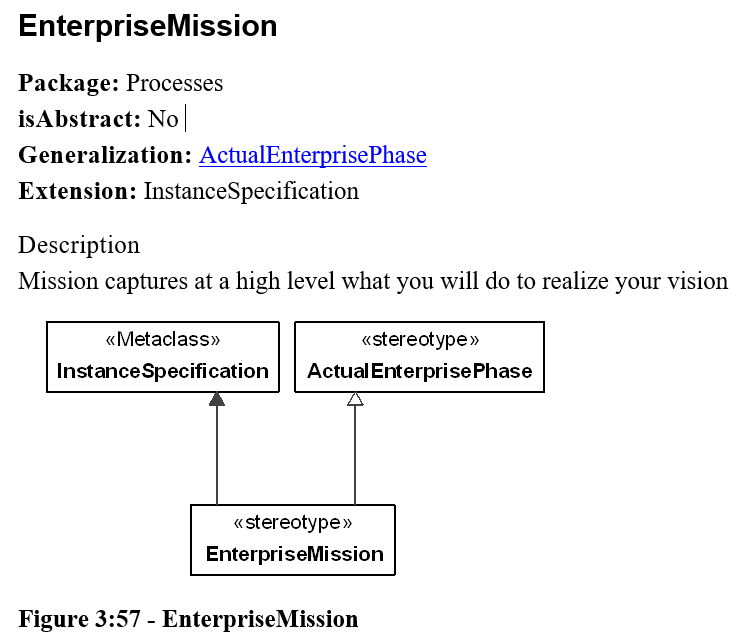 EnterpriseMission
Package: Processes
isAbstract: No
Generalization: ActualEnterprisePhase
Extension: InstanceSpecification
Description
Mission captures at a high level what you will do to realize your vision
«Metaclass»
InstanceSpecification
«stereotype»
ActualEnterprisePhase
«stereotype»
EnterpriseMission
Figure 3:57 - EnterpriseMission